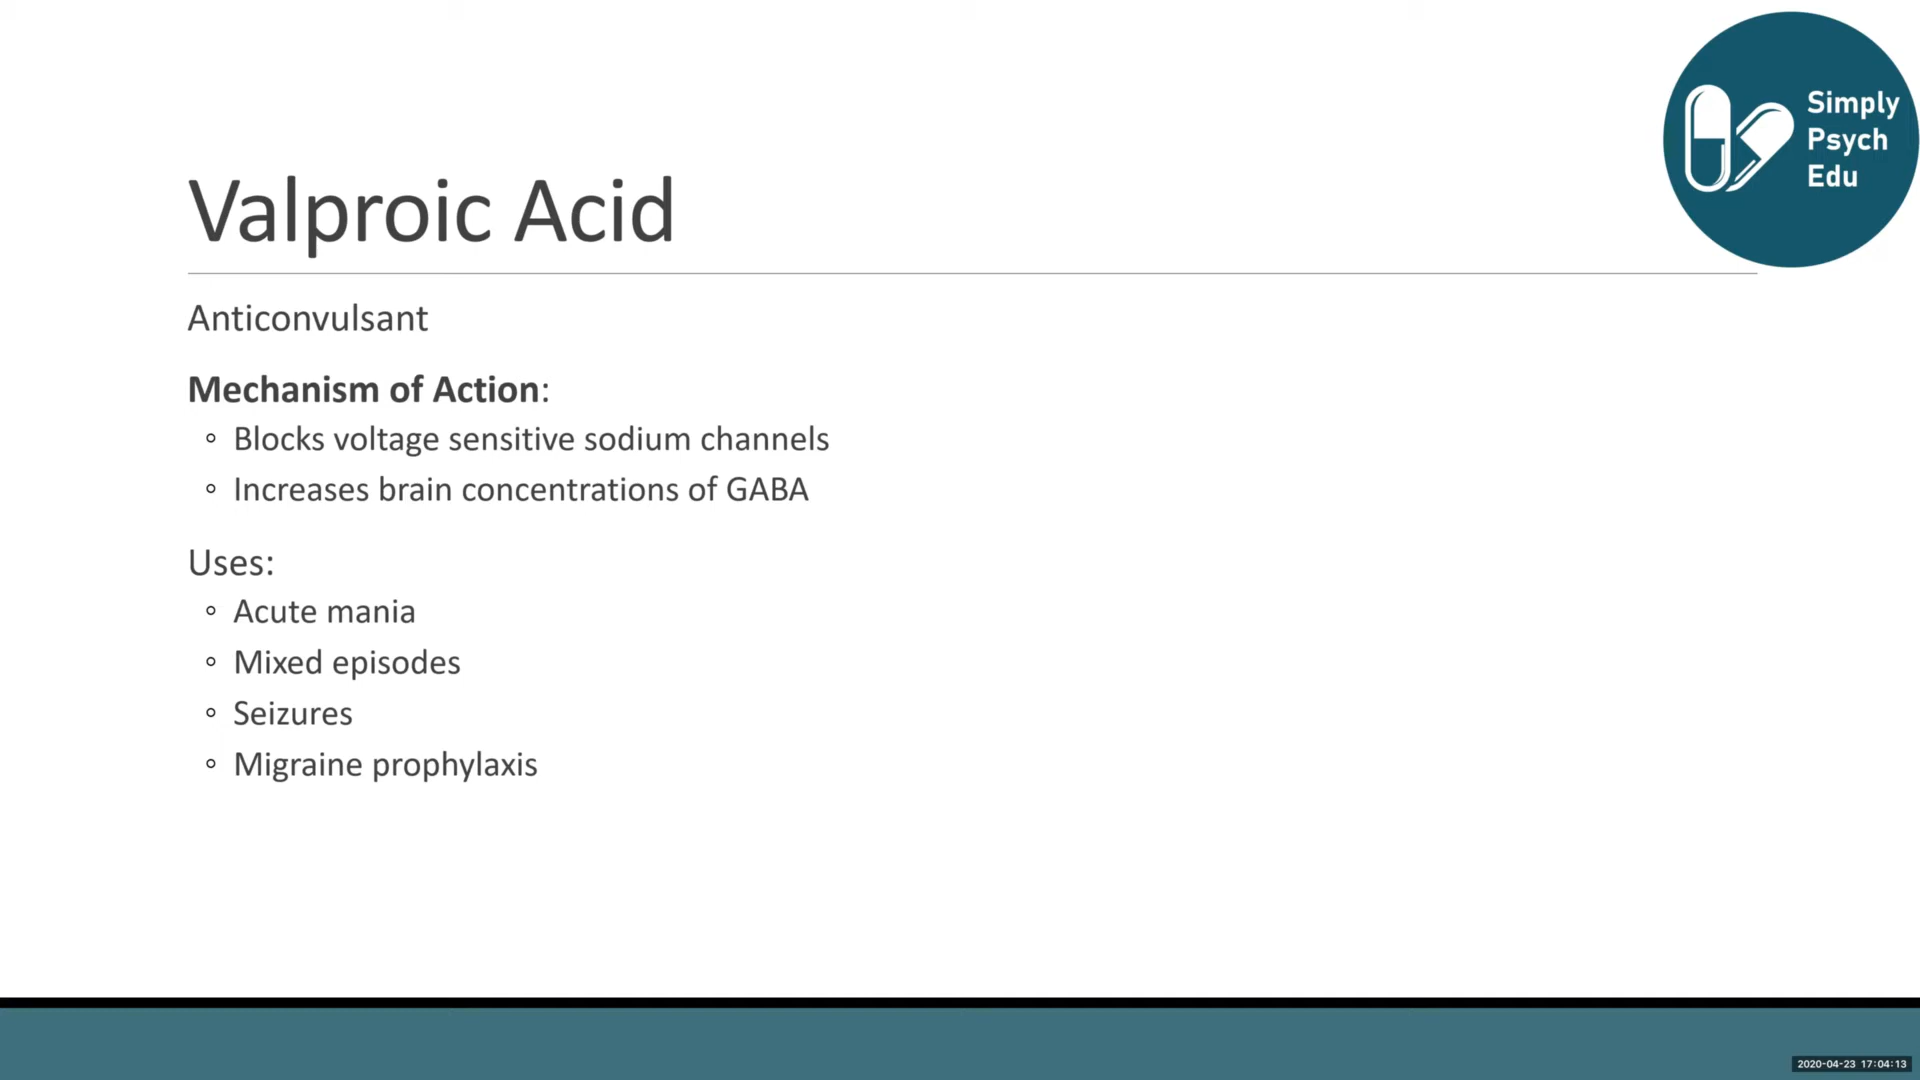 Simply
Psych
Edu
Valproic Acid
Anticonvulsant
Mechanism of Action:
◦ Blocks voltage sensitive sodium channels
◦ Increases brain concentrations of GABA
Uses:
◦ Acute mania
◦ Mixed episodes
◦ Seizures
◦ Migraine prophylaxis
2020-04-23 17:04:13